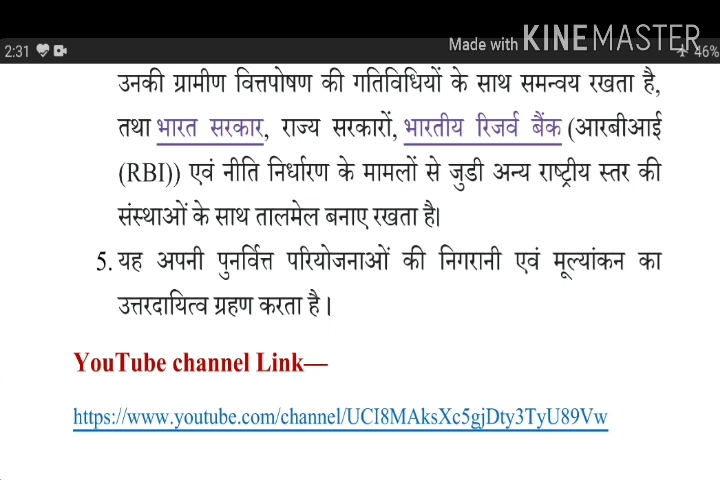 Made with KINEMASTER
2:31 46%
उनकी ग्रामीण वित्तपोषण की गतिविधियों के साथ समन्वय रखता है,
तथा भारत सरकार, राज्य सरकारों, भारतीय रिजर्व बैंक (आरबीआई
(RBI)) एवं नीति निर्धारण के मामलों से जुडी अन्य राष्ट्रीय स्तर की
संस्थाओं के साथ तालमेल बनाए रखता है।
5. यह अपनी पुनर्वित्त परियोजनाओं की निगरानी एवं मूल्यांकन का
उत्तरदायित्व ग्रहण करता है ।
YouTube channel Link—
https://www.youtube.com/channel/UCI8MAksXc5gjDty3TyU89Vw